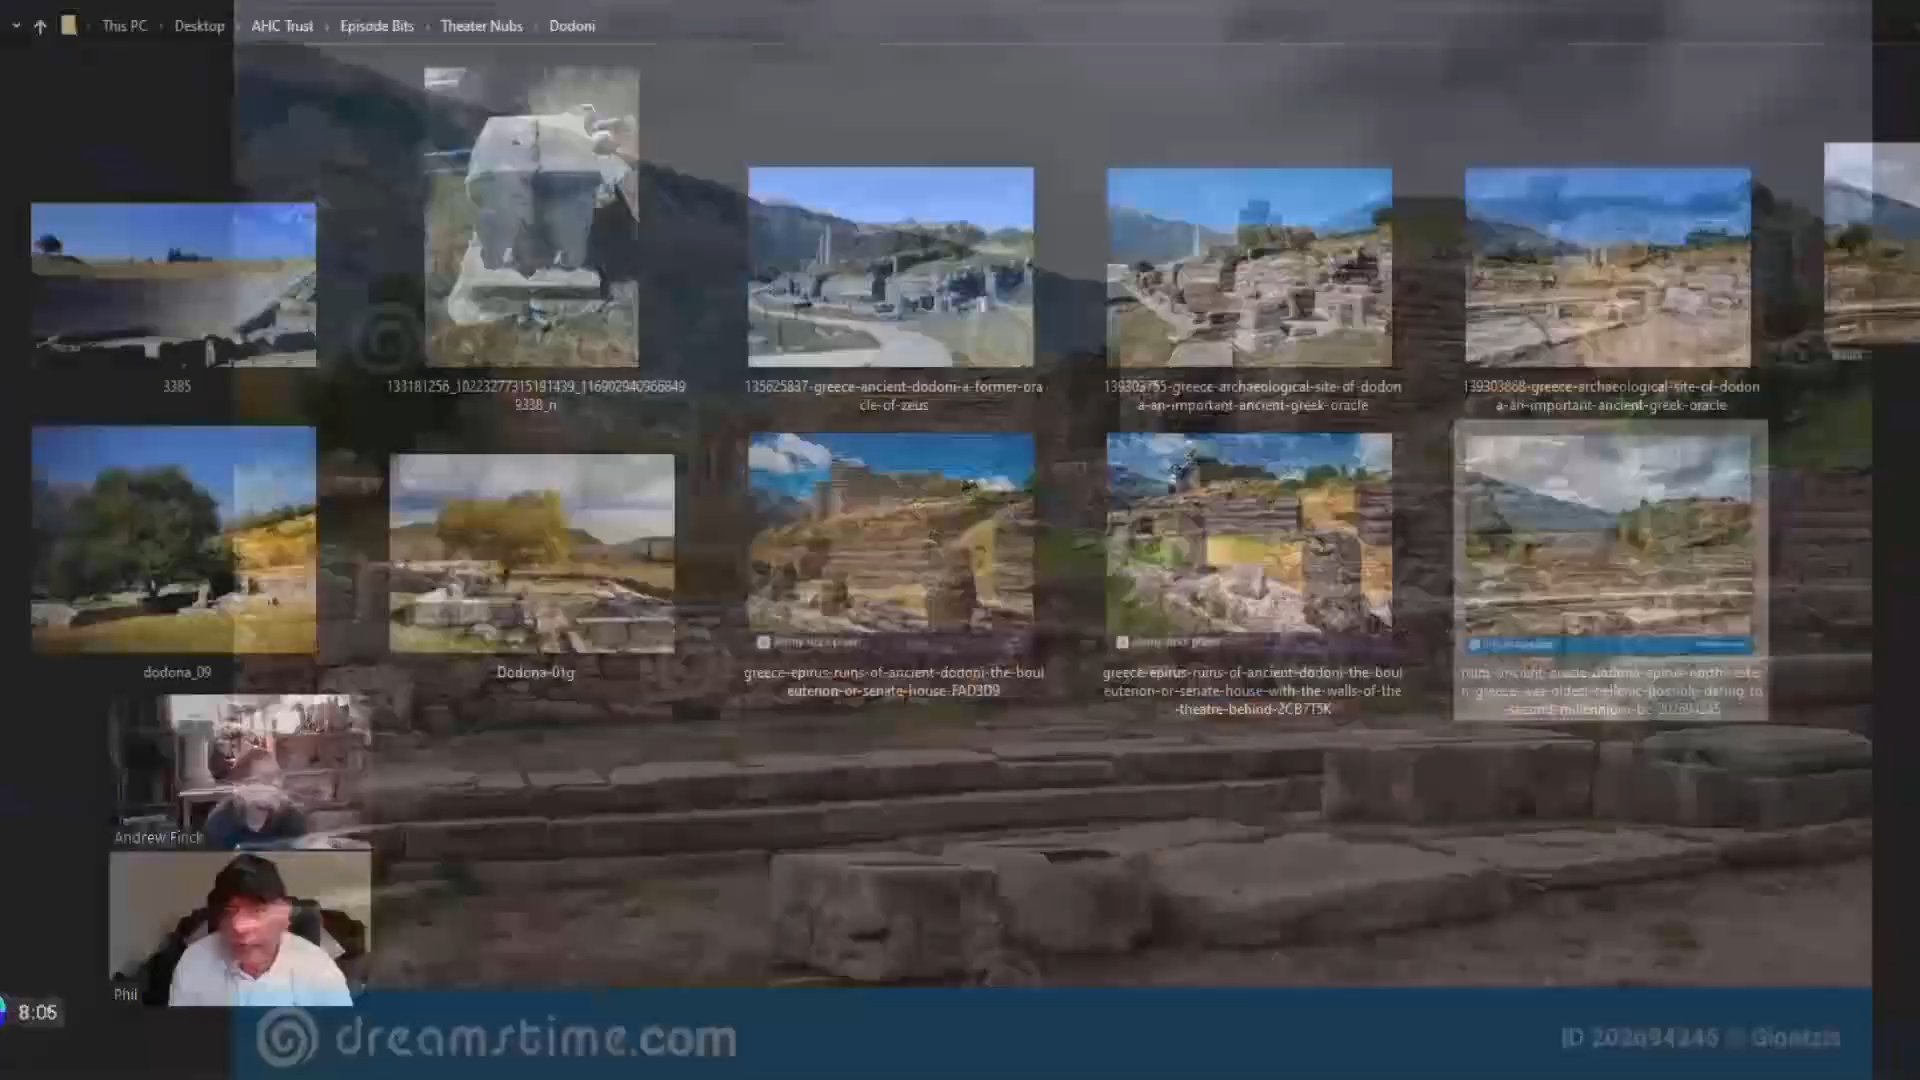 This PC
Desktop
AHC Trust
Episode Bits
Theater Nubs
Dodoni
3385
133181256_10223277315191439_116902940966849
9338_n
135625837-greece-ancient-dodoni-a-former-ora
cle-of-zeus
139303755-greece-archaeological-site-of-dodon
a-an-important-ancient-greek-oracle
139303868-greece-archaeological-site-of-dodon
a-an-important-ancient-greek-oracle
dodona_09
Dodona-01g
greece-epirus-ruins-of-ancient-dodoni-the-boul
euterion-or-senate-house-FAD3D9
greece-epirus-ruins-of-ancient-dodoni-the-boul
euterion-or-senate-house-with-the-walls-of-the
-theatre-behind-2CB7T5K
Andrew Finch
Phil
8:05
dreamstime.com